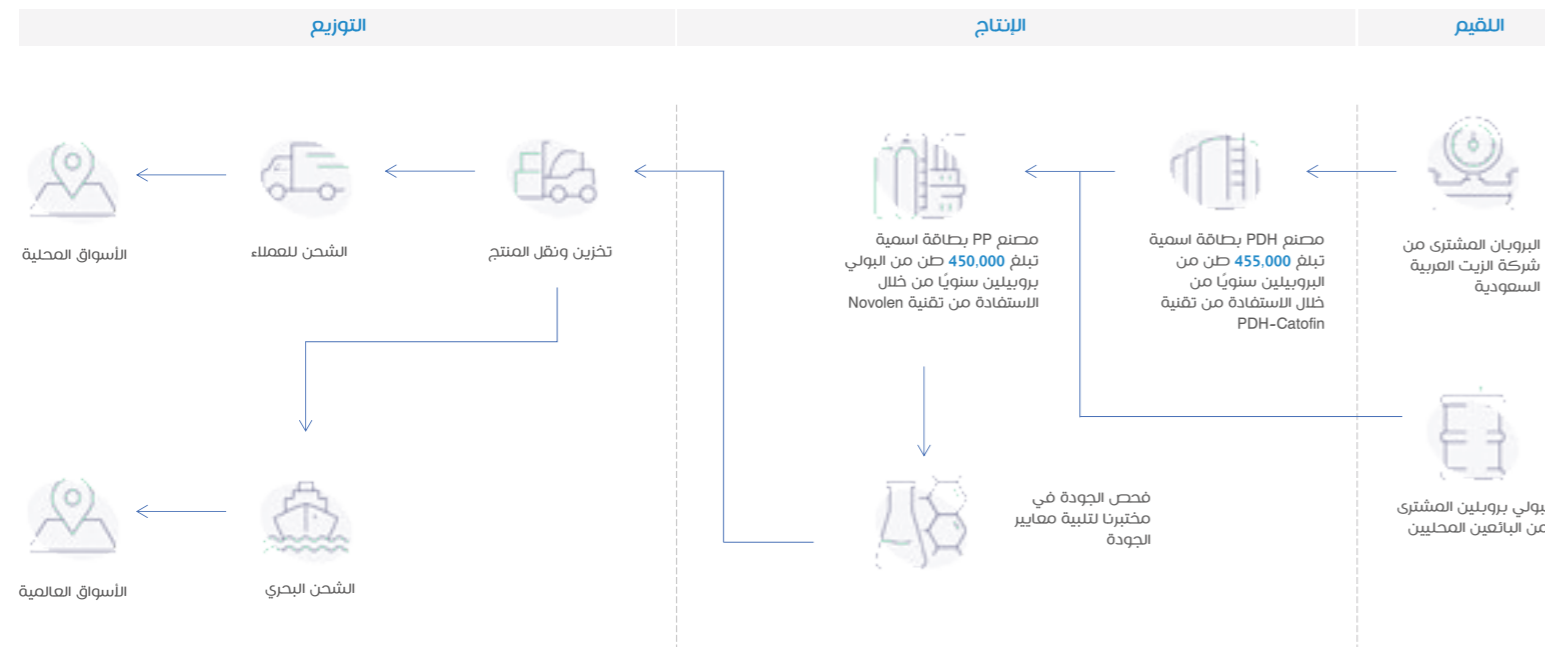 اللقيم
الإنتاج
التوزيع
البروبان المشترى من
شركة الزيت العربية
السعودية
مصنع PDH بطاقة اسمية
تبلغ 455,000 طن من
البروبيلين سنويًا من
خلال الاستفادة من تقنية
PDH-Catofin
مصنع PP بطاقة اسمية
تبلغ 450,000 طن من البولي
بروبيلين سنويًا من خلال
الاستفادة من تقنية Novolen
تخزين ونقل المنتج
الشحن للعملاء
الأسواق المحلية
بولي بروبلين المشترى
من البائعين المحليين
فحص الجودة في
مختبرنا لتلبية معايير
الجودة
الشحن البحري
الأسواق العالمية